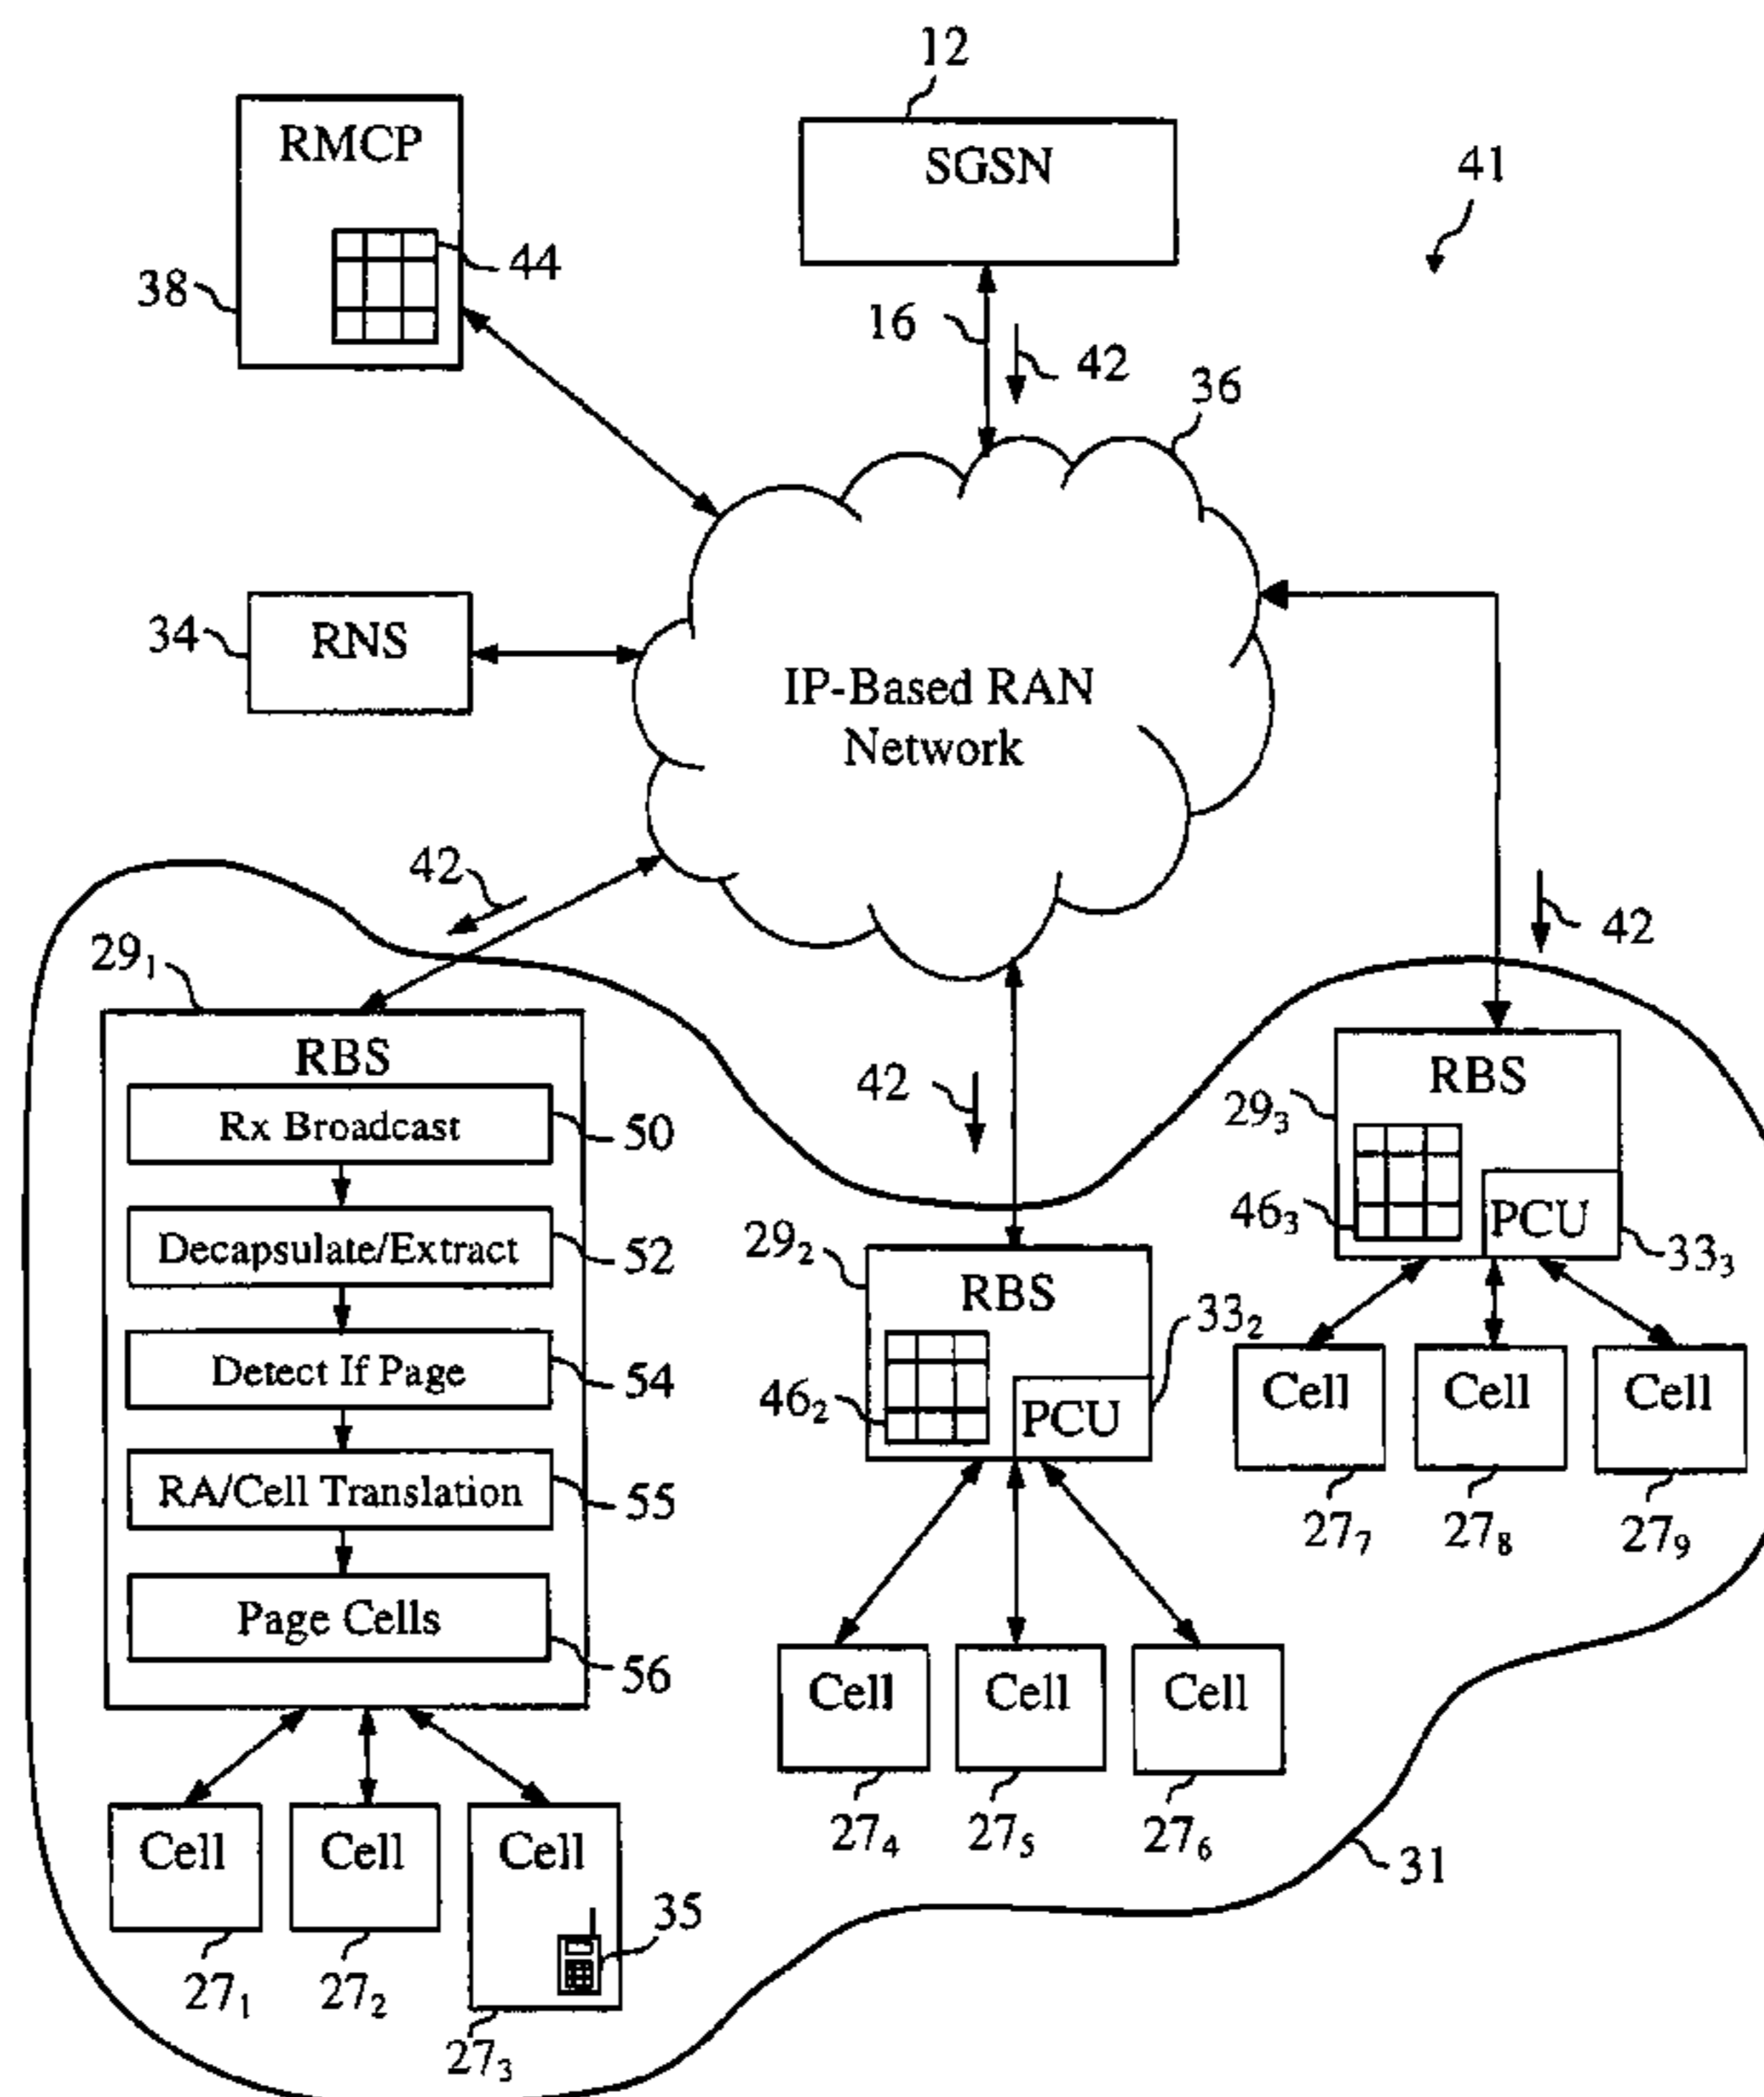 12
RMCP
SGSN
41
44
38
16
42
36
34
RNS
IP-Based RAN
Network
42
42
29₁
RBS
42
RBS
29₃
Rx Broadcast
50
46₃
PCU
33₃
Decapsulate/Extract
52
29₂
RBS
33₂
Detect If Page
54
46₂
PCU
Cell
Cell
Cell
RA/Cell Translation
55
27₇
27₈
27₉
Page Cells
56
Cell
Cell
Cell
27₄
27₅
27₆
31
Cell
Cell
Cell
35
27₁
27₂
27₃